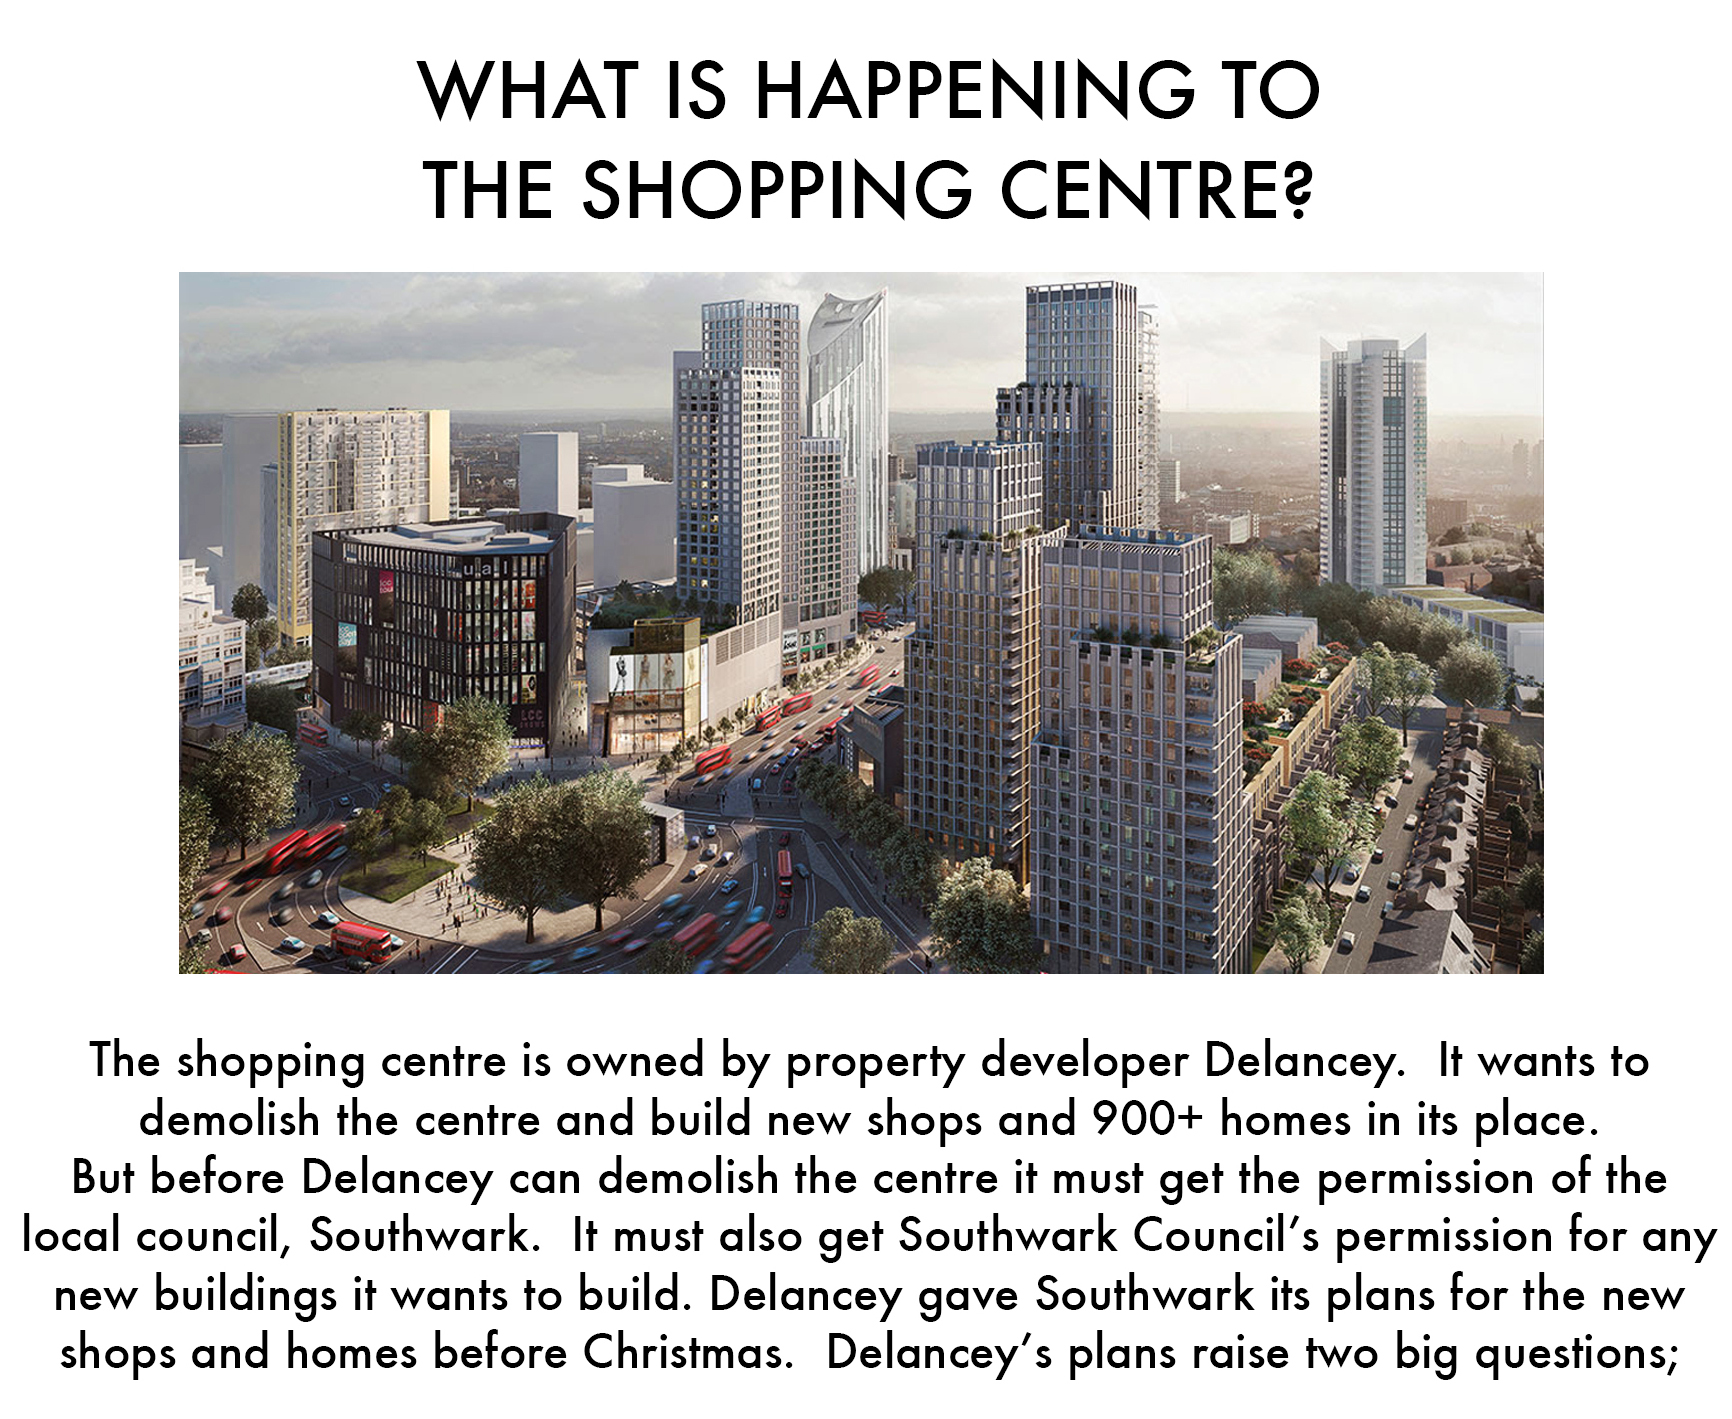 WHAT IS HAPPENING TO
THE SHOPPING CENTRE?
ual
LCC
The shopping centre is owned by property developer Delancey.  It wants to
demolish the centre and build new shops and 900+ homes in its place.
But before Delancey can demolish the centre it must get the permission of the
local council, Southwark.  It must also get Southwark Council’s permission for any
new buildings it wants to build. Delancey gave Southwark its plans for the new
shops and homes before Christmas.  Delancey’s plans raise two big questions;